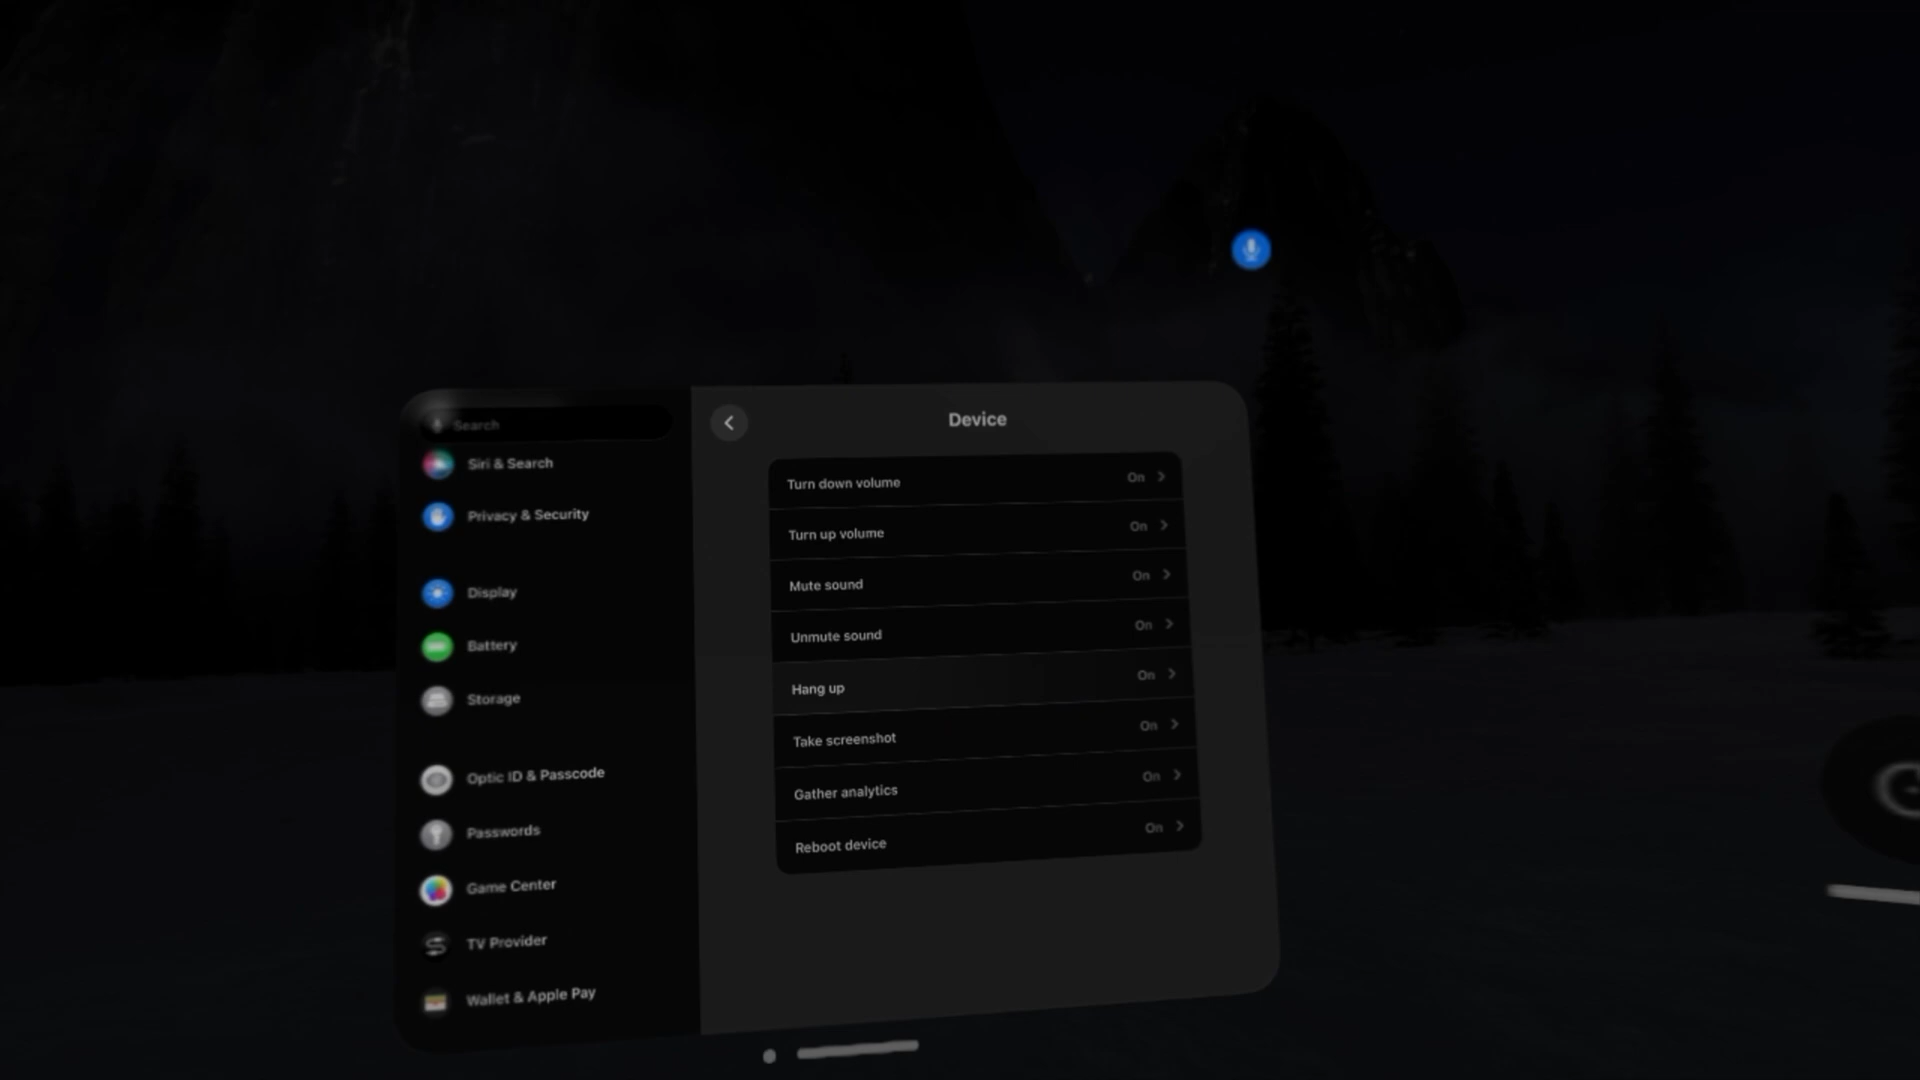 Search
Siri & Search
Privacy & Security
Display
Battery
Storage
Optic ID & Passcode
Passwords
Game Center
TV Provider
Wallet & Apple Pay
Device
Turn down volume On
Turn up volume On
Mute sound On
Unmute sound On
Hang up On
Take screenshot On
Gather analytics On
Reboot device On